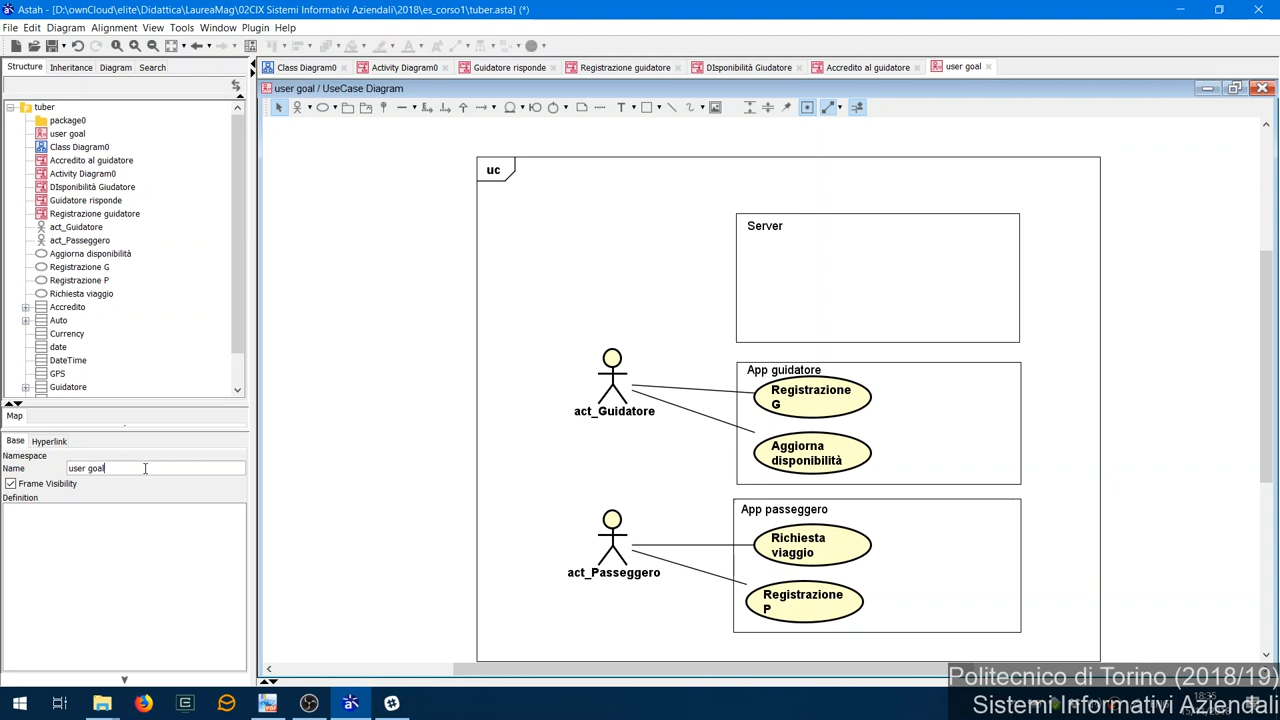 Astah - [D:\ownCloud\elite\Didattica\LaureaMag\02CIX Sistemi Informativi Aziendali\2018\es_corso1\tuber.asta] (*)
File Edit Diagram Alignment View Tools Window Plugin Help
Structure Inheritance Diagram Search
Class Diagram0 Activity Diagram0 Guidatore risponde Registrazione guidatore DIsponibilità Giudatore Accredito al guidatore user goal
user goal / UseCase Diagram
tuber
package0
user goal
Class Diagram0
Accredito al guidatore
Activity Diagram0
DIsponibilità Giudatore
Guidatore risponde
Registrazione guidatore
act_Guidatore
act_Passeggero
Aggiorna disponibilità
Registrazione G
Registrazione P
Richiesta viaggio
Accredito
Auto
Currency
date
DateTime
GPS
Guidatore
Map
Base Hyperlink
Namespace
Name user goal
Frame Visibility
Definition
uc
Server
App guidatore
Registrazione
G
Aggiorna
disponibilità
act_Guidatore
App passeggero
Richiesta
viaggio
Registrazione
P
act_Passeggero
Politecnico di Torino (2018/19)
Sistemi Informativi Aziendali